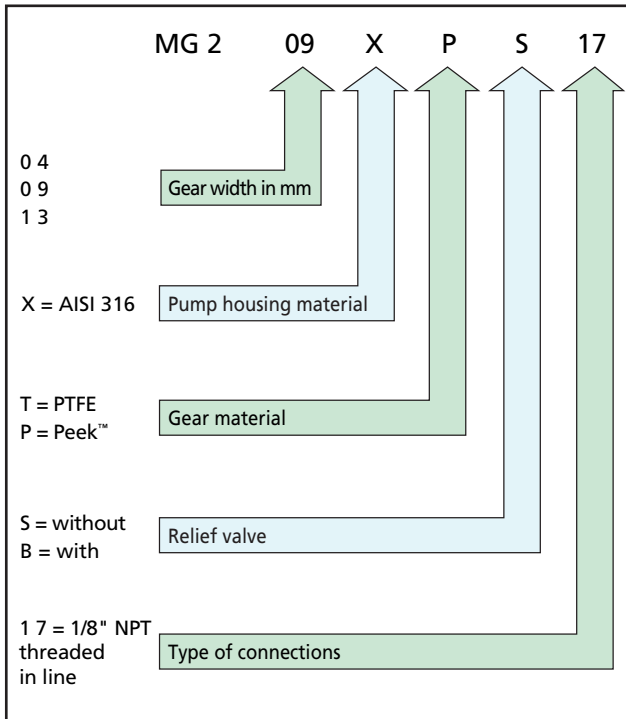 MG 2 09 X P S 17
0 4
0 9
1 3
Gear width in mm
X = AISI 316
Pump housing material
T = PTFE
P = Peek™
Gear material
S = without
B = with
Relief valve
1 7 = 1/8" NPT
threaded
in line
Type of connections